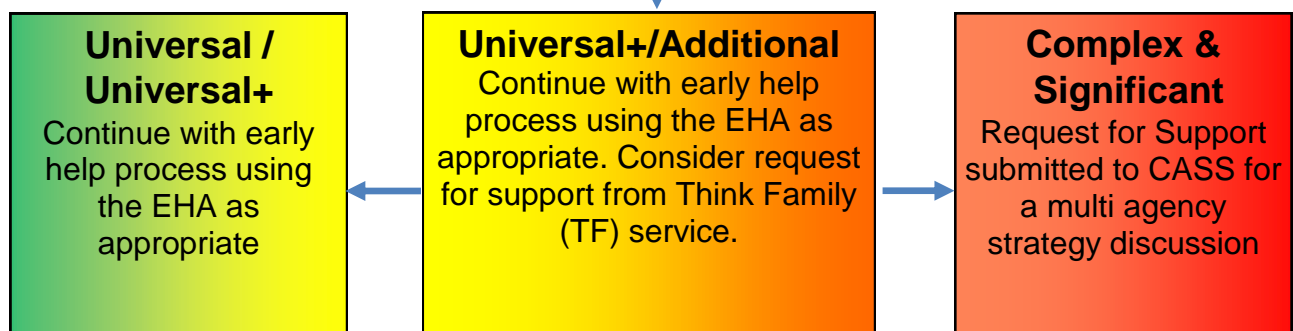 Universal /
Universal+
Continue with early
help process using
the EHA as
appropriate
Universal+/Additional
Continue with early help
process using the EHA as
appropriate. Consider request
for support from Think Family
(TF) service.
Complex &
Significant
Request for Support
submitted to CASS for
a multi agency
strategy discussion